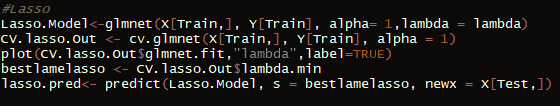 #Lasso
Lasso.Model<-glmnet(X[Train,], Y[Train], alpha= 1,lambda = lambda)
CV.lasso.Out <- cv.glmnet(X[Train,], Y[Train], alpha = 1)
plot(CV.lasso.Out$glmnet.fit,"lambda",label=TRUE)
bestlamelasso <- CV.lasso.Out$lambda.min
lasso.pred<- predict(Lasso.Model, s = bestlamelasso, newx = X[Test,])